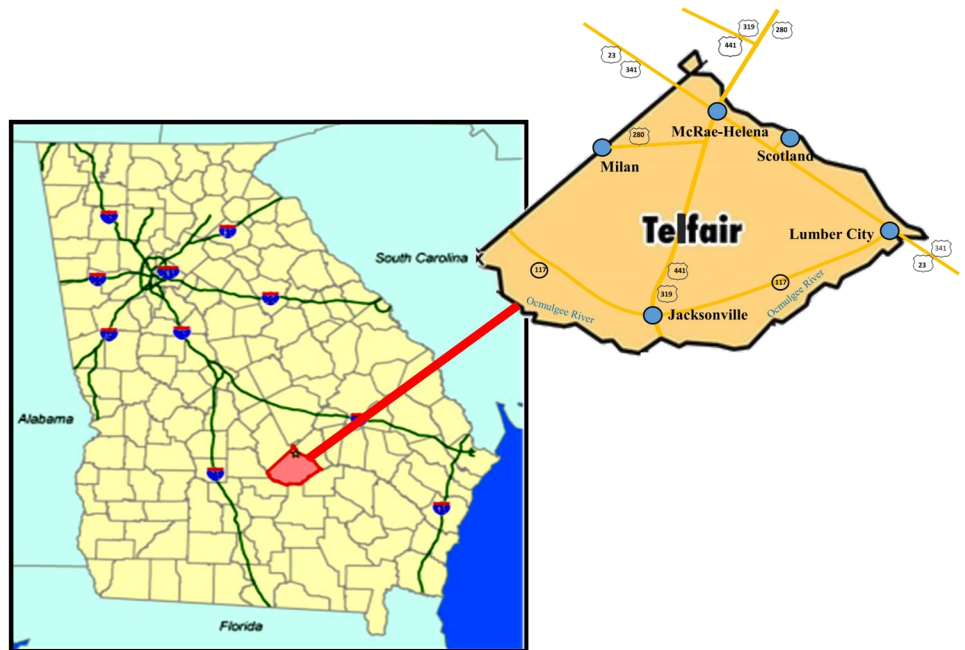 319
441
280
23
341
McRae-Helena
280
Scotland
Milan
Telfair
Lumber City
341
23
South Carolina
117
441
117
319
Ocmulgee River
Ocmulgee River
Jacksonville
Alabama
Florida